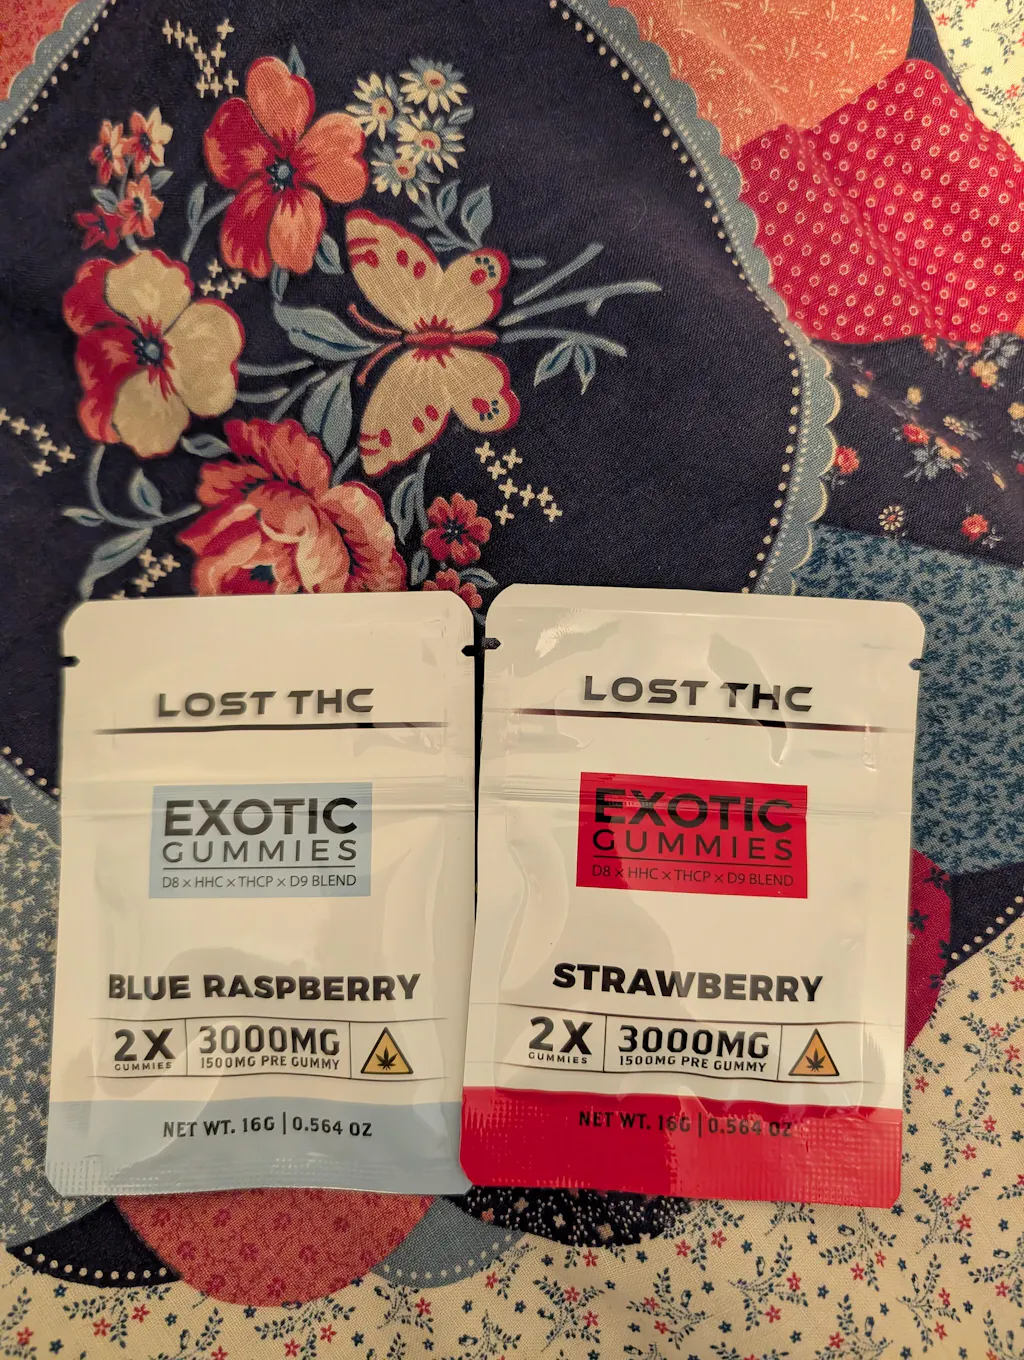 LOST THC
EXOTIC
GUMMIES
D8 × HHC × THCP × D9 BLEND
BLUE RASPBERRY
2X
GUMMIES
3000MG
1500MG PRE GUMMY
NET WT. 16G | 0.564 OZ
LOST THC
EXOTIC
GUMMIES
D8 × HHC × THCP × D9 BLEND
STRAWBERRY
2X
GUMMIES
3000MG
1500MG PRE GUMMY
NET WT. 16G | 0.564 OZ